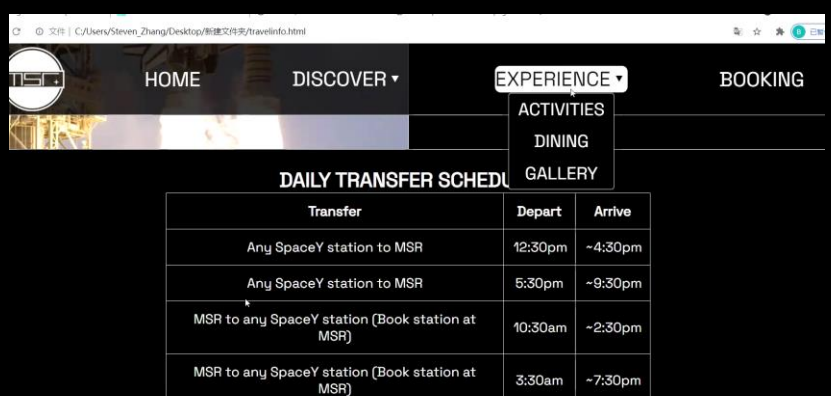 文件 | C:/Users/Steven_Zhang/Desktop/新建文件夹/travelinfo.html
B
MSR
HOME DISCOVER ▾ EXPERIENCE ▾ BOOKING
ACTIVITIES
DINING
GALLERY
DAILY TRANSFER SCHEDU
Transfer Depart Arrive
Any SpaceY station to MSR 12:30pm ~4:30pm
Any SpaceY station to MSR 5:30pm ~9:30pm
MSR to any SpaceY station (Book station at
MSR) 10:30am ~2:30pm
MSR to any SpaceY station (Book station at
MSR) 3:30am ~7:30pm